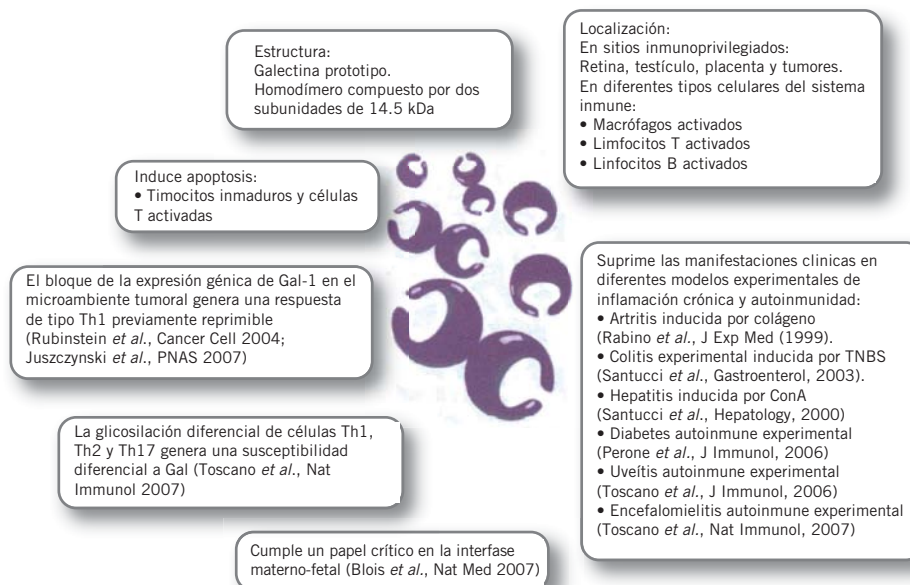 Estructura:
Galectina prototipo.
Homodímero compuesto por dos
subunidades de 14.5 kDa
Localización:
En sitios inmunoprivilegiados:
Retina, testículo, placenta y tumores.
En diferentes tipos celulares del sistema
inmune:
• Macrófagos activados
• Limfocitos T activados
• Linfocitos B activados
Induce apoptosis:
• Timocitos inmaduros y células
T activadas
El bloque de la expresión génica de Gal-1 en el
microambiente tumoral genera una respuesta
de tipo Th1 previamente reprimible
(Rubinstein et al., Cancer Cell 2004;
Juszczynski et al., PNAS 2007)
Suprime las manifestaciones clinicas en
diferentes modelos experimentales de
inflamación crónica y autoinmunidad:
• Artritis inducida por colágeno
(Rabino et al., J Exp Med (1999).
• Colitis experimental inducida por TNBS
(Santucci et al., Gastroenterol, 2003).
• Hepatitis inducida por ConA
(Santucci et al., Hepatology, 2000)
• Diabetes autoinmune experimental
(Perone et al., J Immunol, 2006)
• Uveítis autoinmune experimental
(Toscano et al., J Immunol, 2006)
• Encefalomielitis autoinmune experimental
(Toscano et al., Nat Immunol, 2007)
La glicosilación diferencial de células Th1,
Th2 y Th17 genera una susceptibilidad
diferencial a Gal (Toscano et al., Nat
Immunol 2007)
Cumple un papel crítico en la interfase
materno-fetal (Blois et al., Nat Med 2007)